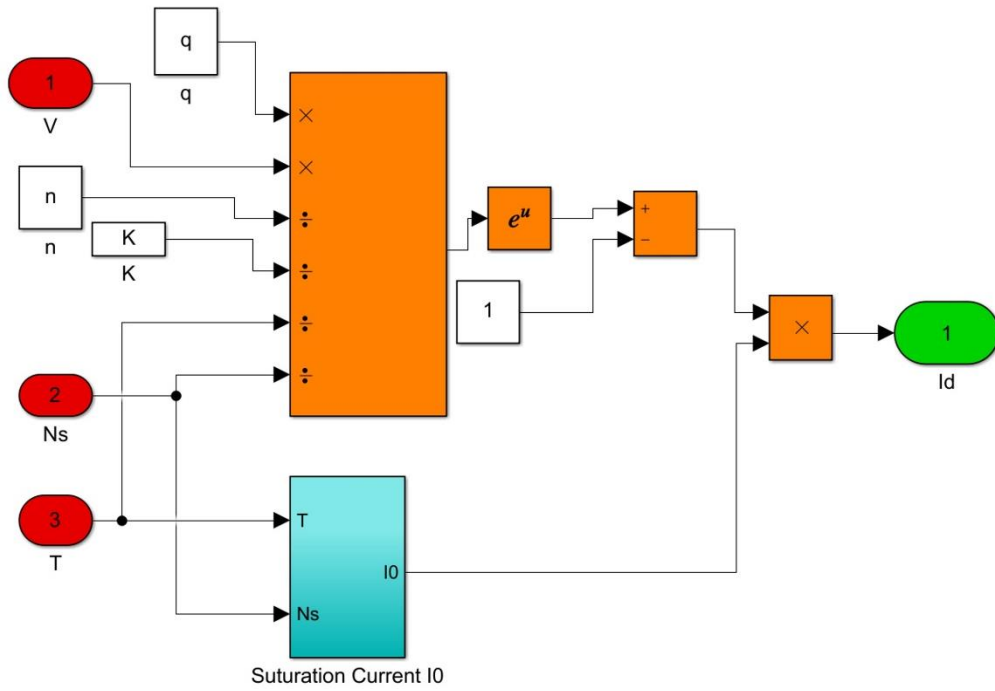 q
q
1
V
×
×
n
n
÷
K
K
÷
e^u
+
−
1
÷
×
1
Id
÷
2
Ns
3
T
T
I0
Ns
Suturation Current I0